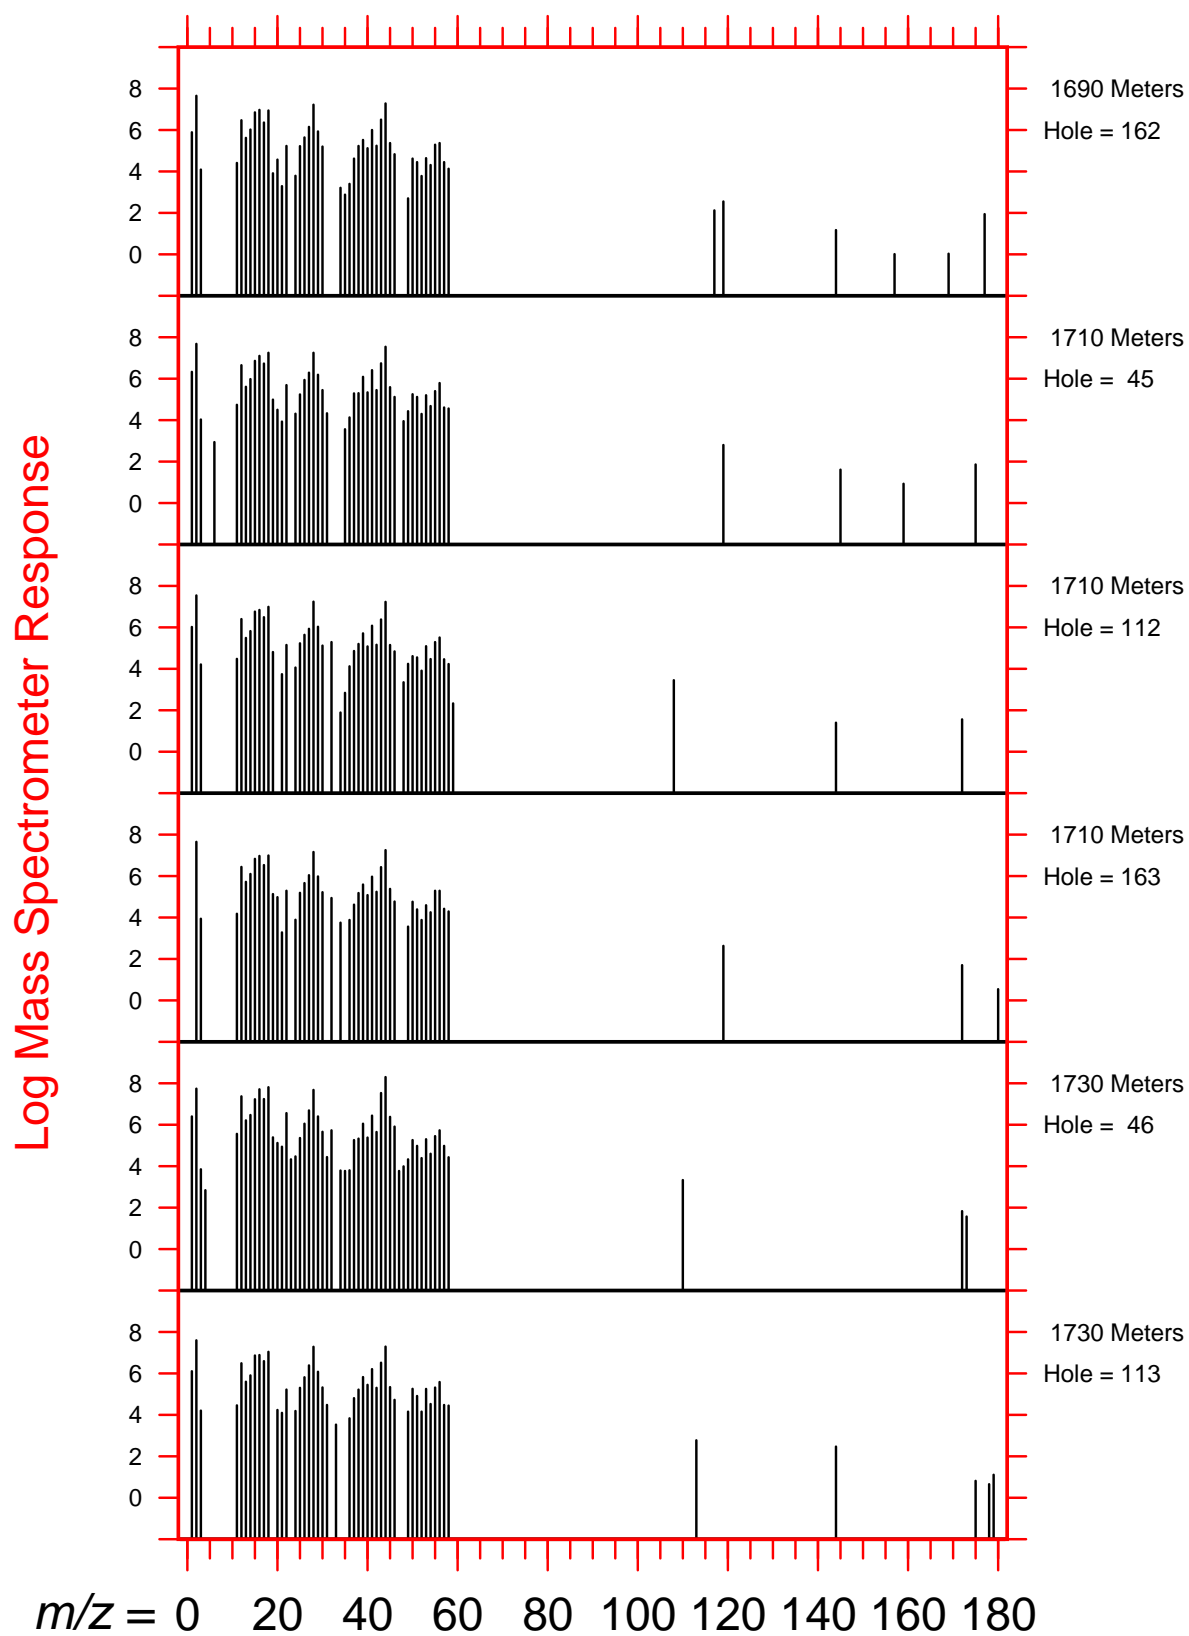 Log Mass Spectrometer Response
8
6
4
2
0
1690 Meters
Hole = 162
8
6
4
2
0
1710 Meters
Hole =  45
8
6
4
2
0
1710 Meters
Hole = 112
8
6
4
2
0
1710 Meters
Hole = 163
8
6
4
2
0
1730 Meters
Hole =  46
8
6
4
2
0
1730 Meters
Hole = 113
m/z = 0 20 40 60 80 100 120 140 160 180